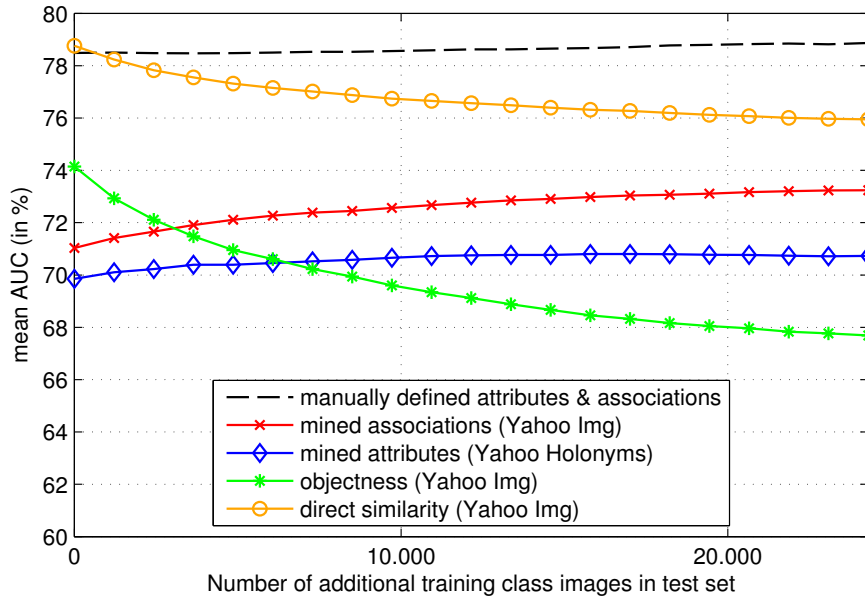 80
78
76
74
72
70
68
66
64
62
60
mean AUC (in %)
manually defined attributes & associations
mined associations (Yahoo Img)
mined attributes (Yahoo Holonyms)
objectness (Yahoo Img)
direct similarity (Yahoo Img)
0 10.000 20.000
Number of additional training class images in test set